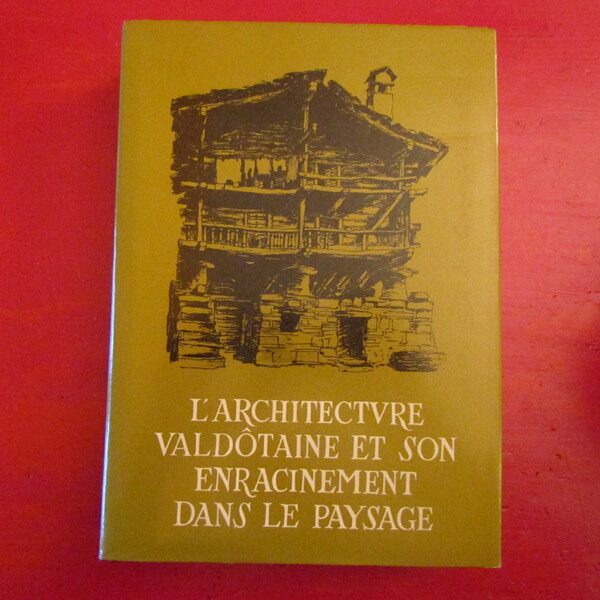 L'ARCHITECTVRE
VALDÔTAINE ET SON
ENRACINEMENT
DANS LE PAYSAGE